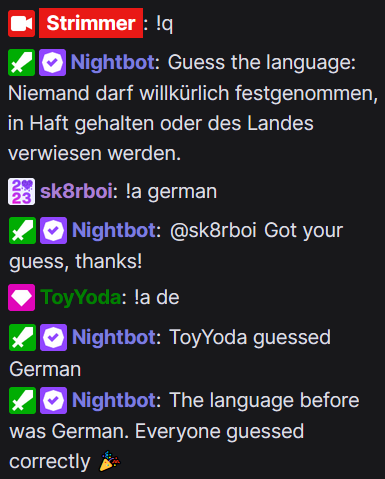 Strimmer: !q
Nightbot: Guess the language:
Niemand darf willkürlich festgenommen,
in Haft gehalten oder des Landes
verwiesen werden.
2023 sk8rboi: !a german
Nightbot: @sk8rboi Got your
guess, thanks!
ToyYoda: !a de
Nightbot: ToyYoda guessed
German
Nightbot: The language before
was German. Everyone guessed
correctly 🎉